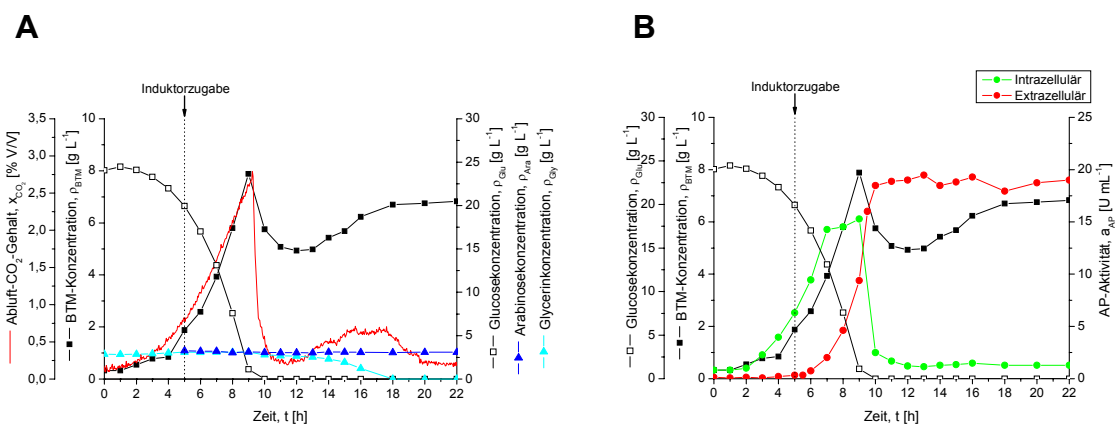 A
Induktorzugabe
Abluft-CO2-Gehalt, xCO2 [% V/V]
0,0
0,5
1,0
1,5
2,0
2,5
3,0
3,5
BTM-Konzentration, ρBTM [g L-1]
0
2
4
6
8
10
0 2 4 6 8 10 12 14 16 18 20 22
Zeit, t [h]
0
5
10
15
20
25
30
Glucosekonzentration, ρGlu [g L-1]
Arabinosekonzentration, ρAra [g L-1]
Glycerinkonzentration, ρGly [g L-1]
B
Induktorzugabe
Intrazellulär
Extrazellulär
Glucosekonzentration, ρGlu [g L-1]
0
5
10
15
20
25
30
BTM-Konzentration, ρBTM [g L-1]
0
2
4
6
8
10
0 2 4 6 8 10 12 14 16 18 20 22
Zeit, t [h]
0
5
10
15
20
25
AP-Aktivität, aAP [U mL-1]